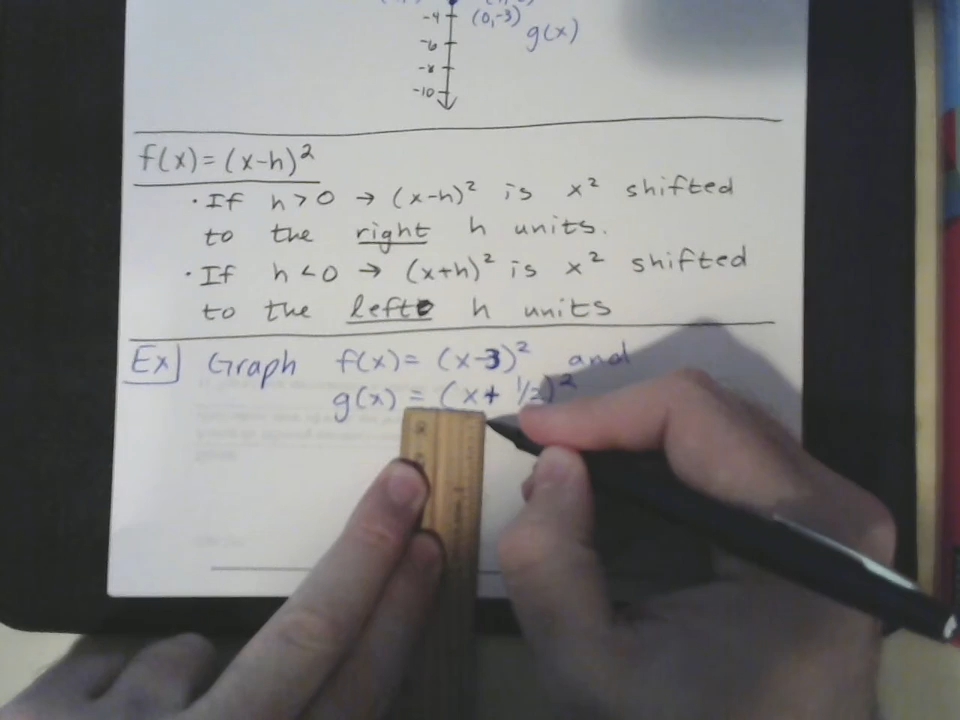 -4 (0,-3) g(x)
-6
-8
-10
f(x) = (x-h)²
· If h > 0 → (x-h)² is x² shifted
to the right h units.
· If h < 0 → (x+h)² is x² shifted
to the left h units
Ex Graph f(x) = (x-3)² and
g(x) = (x+ 1/2)²